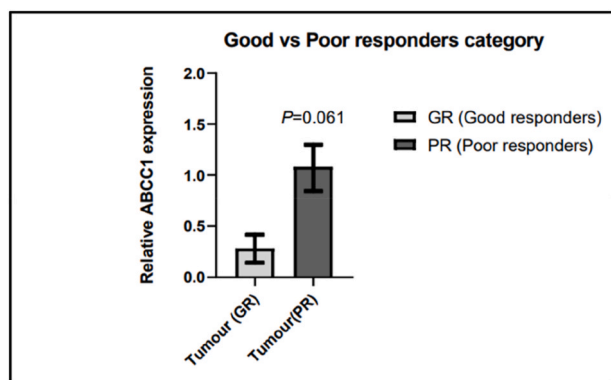 Good vs Poor responders category
Relative ABCC1 expression
2.0
1.5
1.0
0.5
0.0
P=0.061
GR (Good responders)
PR (Poor responders)
Tumour (GR)
Tumour(PR)